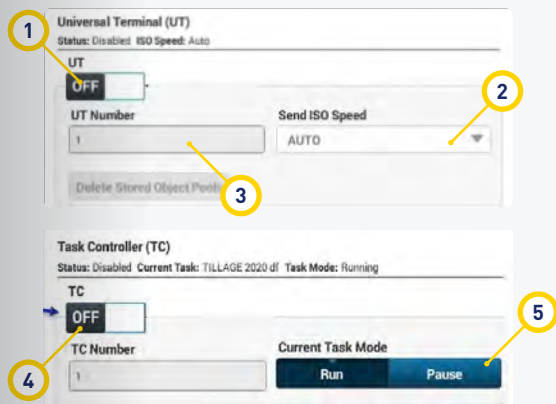 Universal Terminal (UT)
Status: Disabled ISO Speed: Auto
1
UT
OFF
2
UT Number
Send ISO Speed
1
AUTO
Delete Stored Object Pools
3
Task Controller (TC)
Status: Disabled Current Task: TILLAGE 2020 df Task Mode: Running
TC
OFF
5
TC Number
Current Task Mode
4
1
Run
Pause